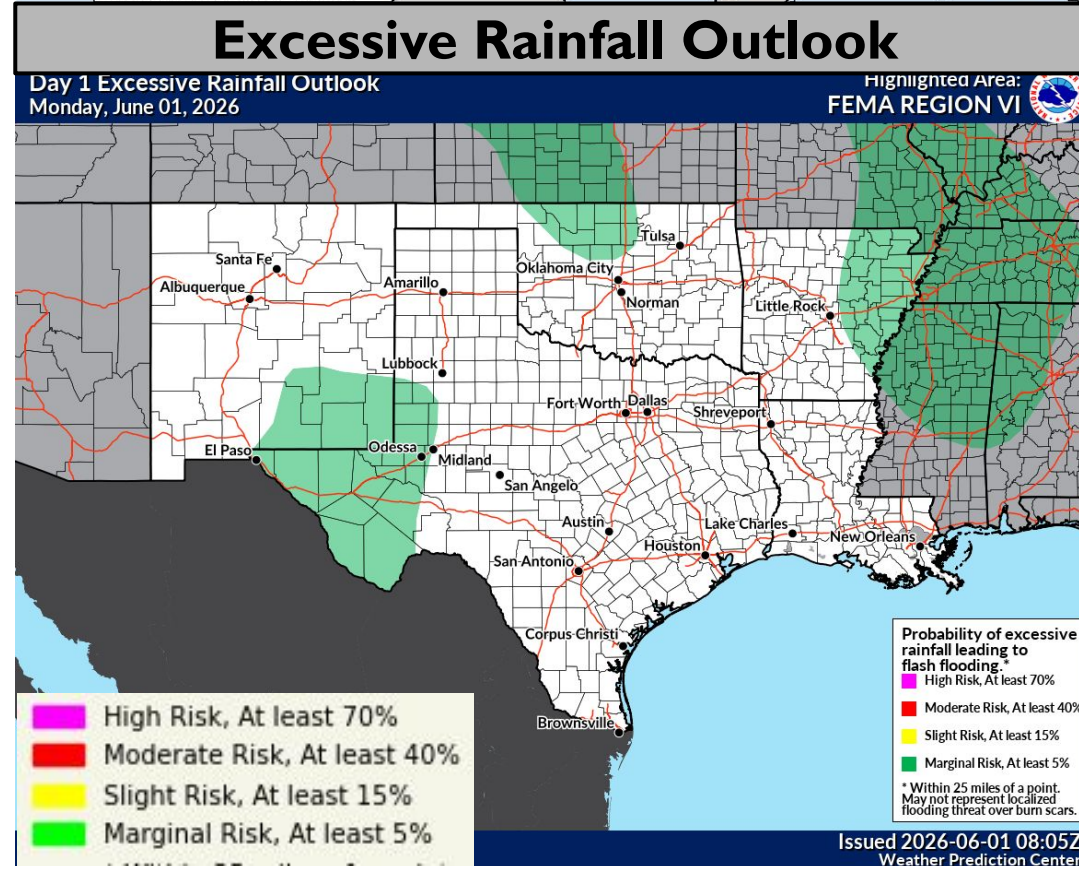 Excessive Rainfall Outlook
Day 1 Excessive Rainfall Outlook
Monday, June 01, 2026
Highlighted Area:
FEMA REGION VI
Tulsa
Santa Fe
Oklahoma City
Albuquerque
Amarillo
Norman
Little Rock
Lubbock
Fort Worth
Dallas
Shreveport
El Paso
Odessa
Midland
San Angelo
Austin
Lake Charles
New Orleans
Houston
San Antonio
Corpus Christi
Brownsville
Probability of excessive
rainfall leading to
flash flooding.*
High Risk, At least 70%
Moderate Risk, At least 40%
Slight Risk, At least 15%
Marginal Risk, At least 5%
* Within 25 miles of a point.
May not represent localized
flooding threat over burn scars.
High Risk, At least 70%
Moderate Risk, At least 40%
Slight Risk, At least 15%
Marginal Risk, At least 5%
Issued 2026-06-01 08:05Z
Weather Prediction Center